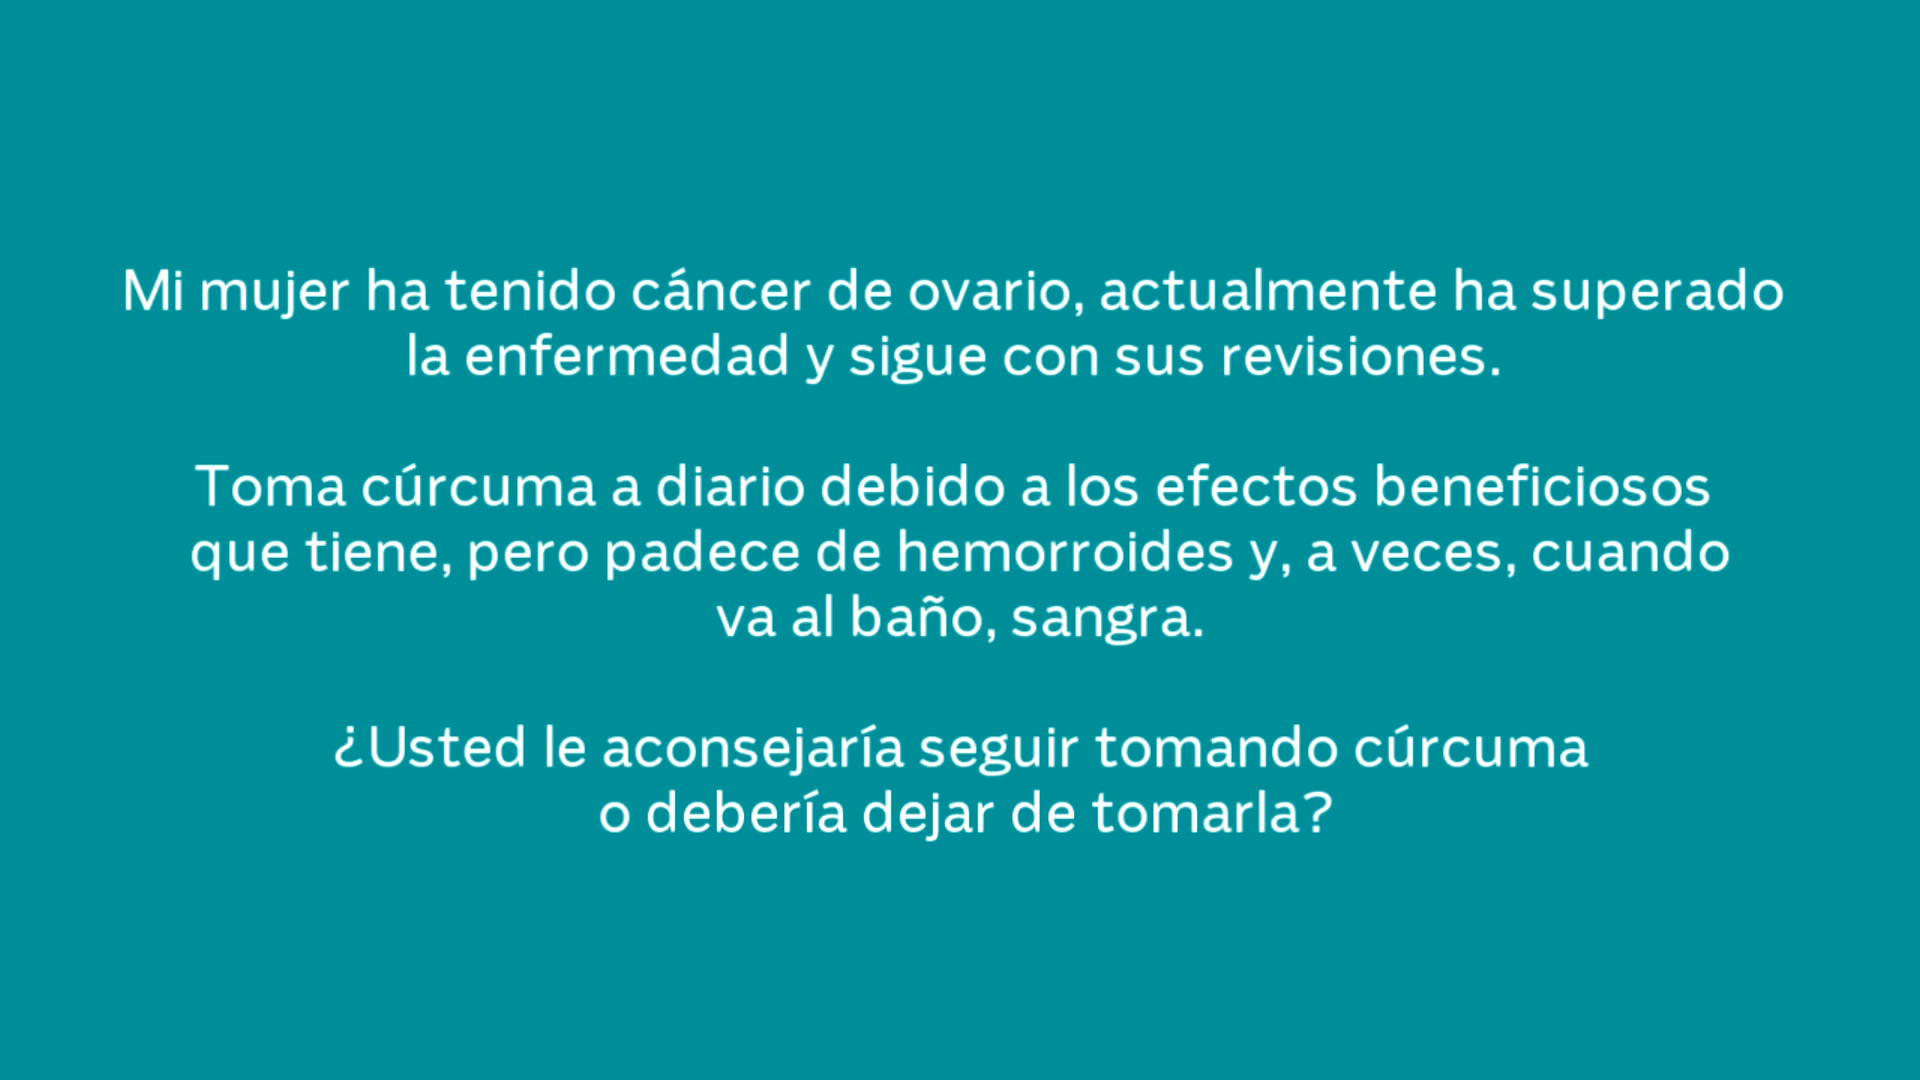 Mi mujer ha tenido cáncer de ovario, actualmente ha superado
la enfermedad y sigue con sus revisiones.
Toma cúrcuma a diario debido a los efectos beneficiosos
que tiene, pero padece de hemorroides y, a veces, cuando
va al baño, sangra.
¿Usted le aconsejaría seguir tomando cúrcuma
o debería dejar de tomarla?